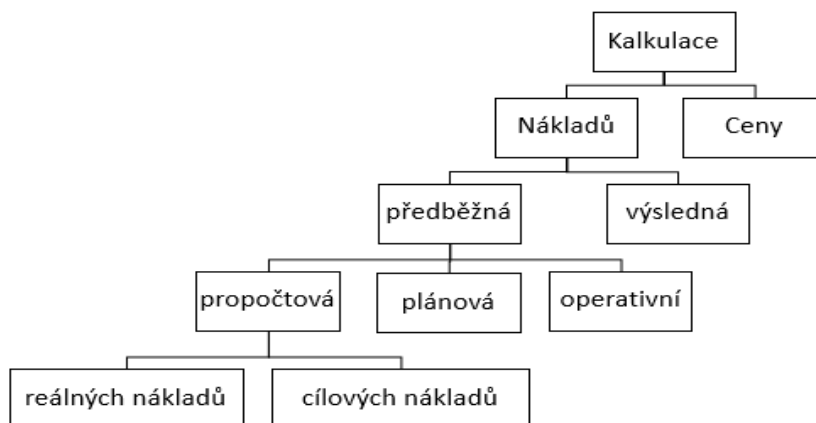 Kalkulace
Nákladů
Ceny
předběžná
výsledná
propočtová
plánová
operativní
reálných nákladů
cílových nákladů